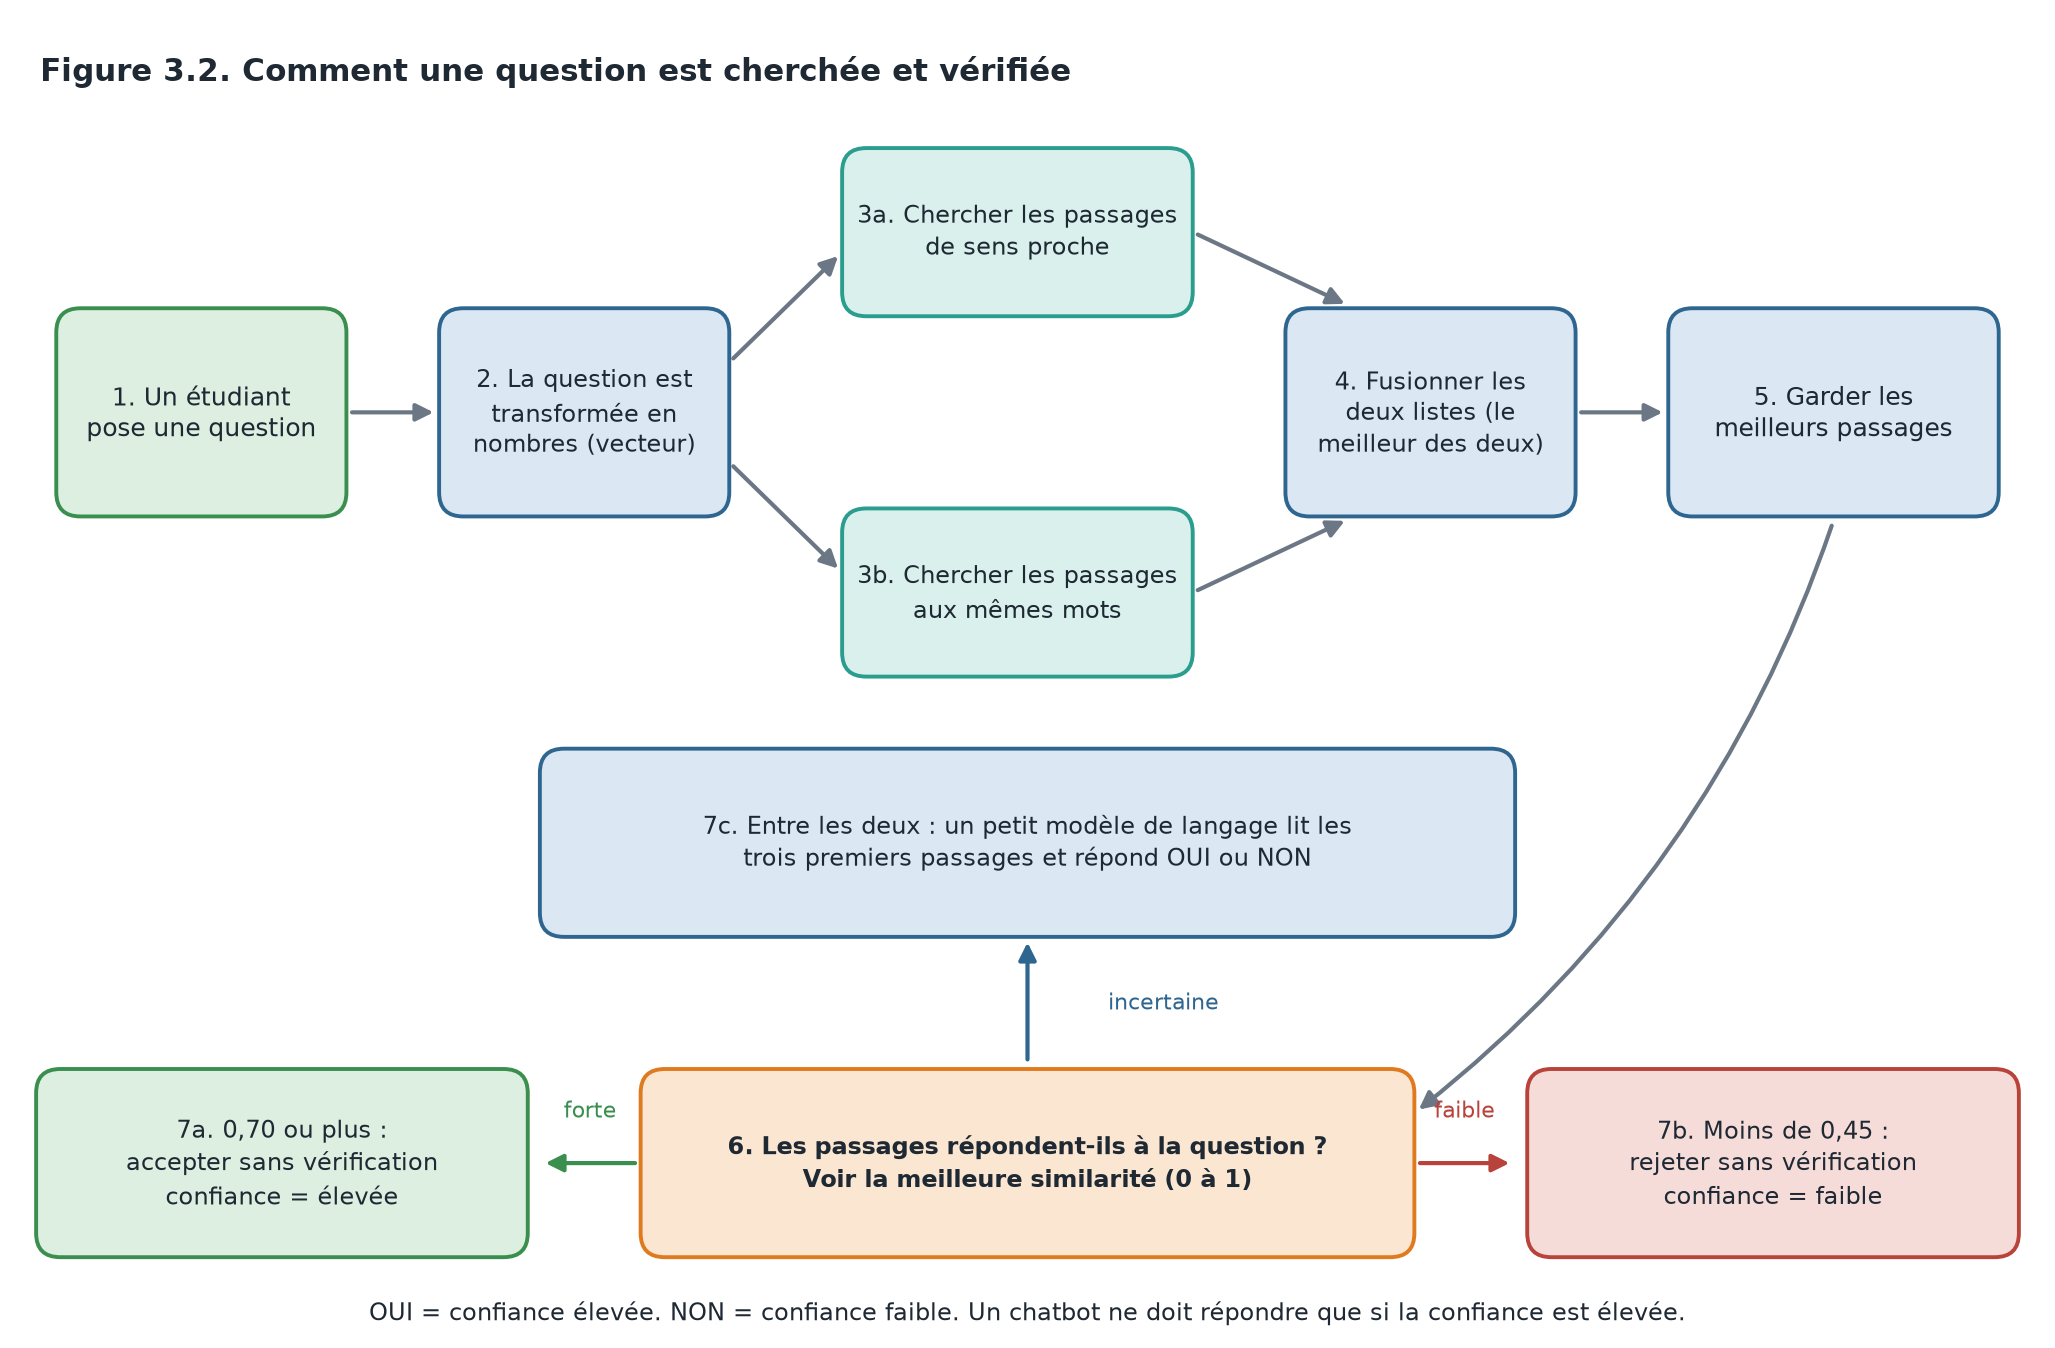 Figure 3.2. Comment une question est cherchée et vérifiée
1. Un étudiant
pose une question
2. La question est
transformée en
nombres (vecteur)
3a. Chercher les passages
de sens proche
3b. Chercher les passages
aux mêmes mots
4. Fusionner les
deux listes (le
meilleur des deux)
5. Garder les
meilleurs passages
7c. Entre les deux : un petit modèle de langage lit les
trois premiers passages et répond OUI ou NON
incertaine
7a. 0,70 ou plus :
accepter sans vérification
confiance = élevée
forte
6. Les passages répondent-ils à la question ?
Voir la meilleure similarité (0 à 1)
faible
7b. Moins de 0,45 :
rejeter sans vérification
confiance = faible
OUI = confiance élevée. NON = confiance faible. Un chatbot ne doit répondre que si la confiance est élevée.